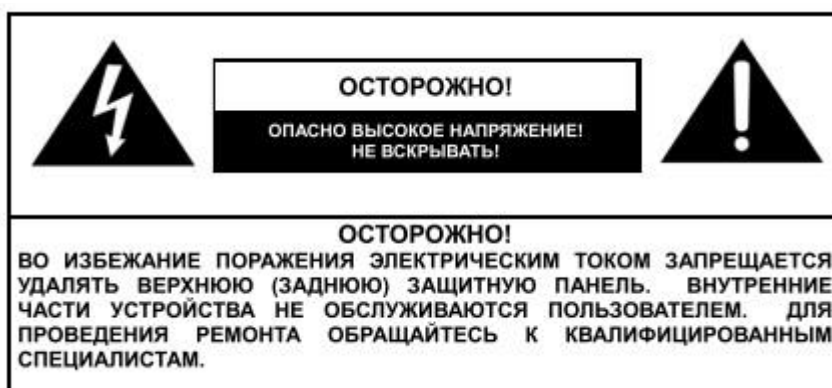 ОСТОРОЖНО!
ОПАСНО ВЫСОКОЕ НАПРЯЖЕНИЕ!
НЕ ВСКРЫВАТЬ!
ОСТОРОЖНО!
ВО ИЗБЕЖАНИЕ ПОРАЖЕНИЯ ЭЛЕКТРИЧЕСКИМ ТОКОМ ЗАПРЕЩАЕТСЯ
УДАЛЯТЬ ВЕРХНЮЮ (ЗАДНЮЮ) ЗАЩИТНУЮ ПАНЕЛЬ. ВНУТРЕННИЕ
ЧАСТИ УСТРОЙСТВА НЕ ОБСЛУЖИВАЮТСЯ ПОЛЬЗОВАТЕЛЕМ. ДЛЯ
ПРОВЕДЕНИЯ РЕМОНТА ОБРАЩАЙТЕСЬ К КВАЛИФИЦИРОВАННЫМ
СПЕЦИАЛИСТАМ.